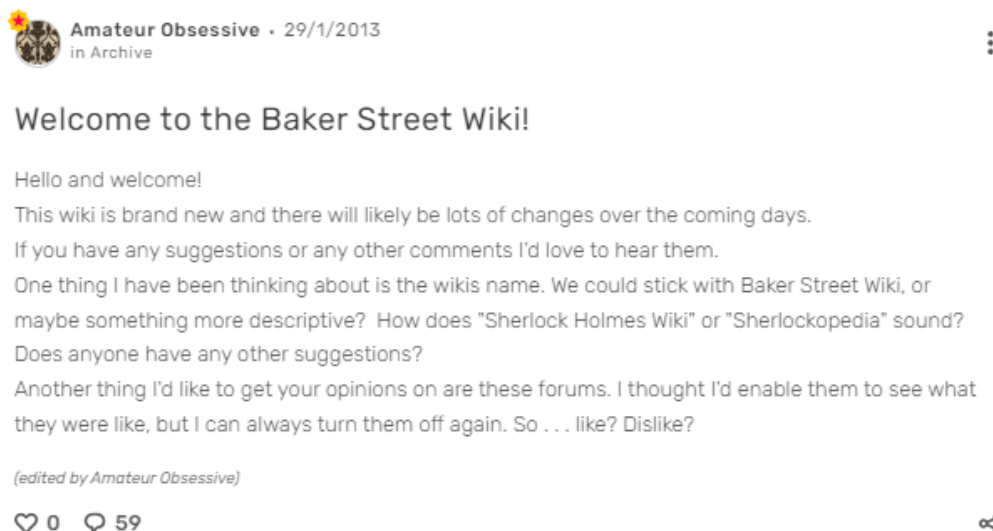 Amateur Obsessive • 29/1/2013
in Archive
Welcome to the Baker Street Wiki!
Hello and welcome!
This wiki is brand new and there will likely be lots of changes over the coming days.
If you have any suggestions or any other comments I'd love to hear them.
One thing I have been thinking about is the wikis name. We could stick with Baker Street Wiki, or
maybe something more descriptive?  How does "Sherlock Holmes Wiki" or "Sherlockopedia" sound?
Does anyone have any other suggestions?
Another thing I'd like to get your opinions on are these forums. I thought I'd enable them to see what
they were like, but I can always turn them off again. So . . . like? Dislike?
(edited by Amateur Obsessive)
0 59